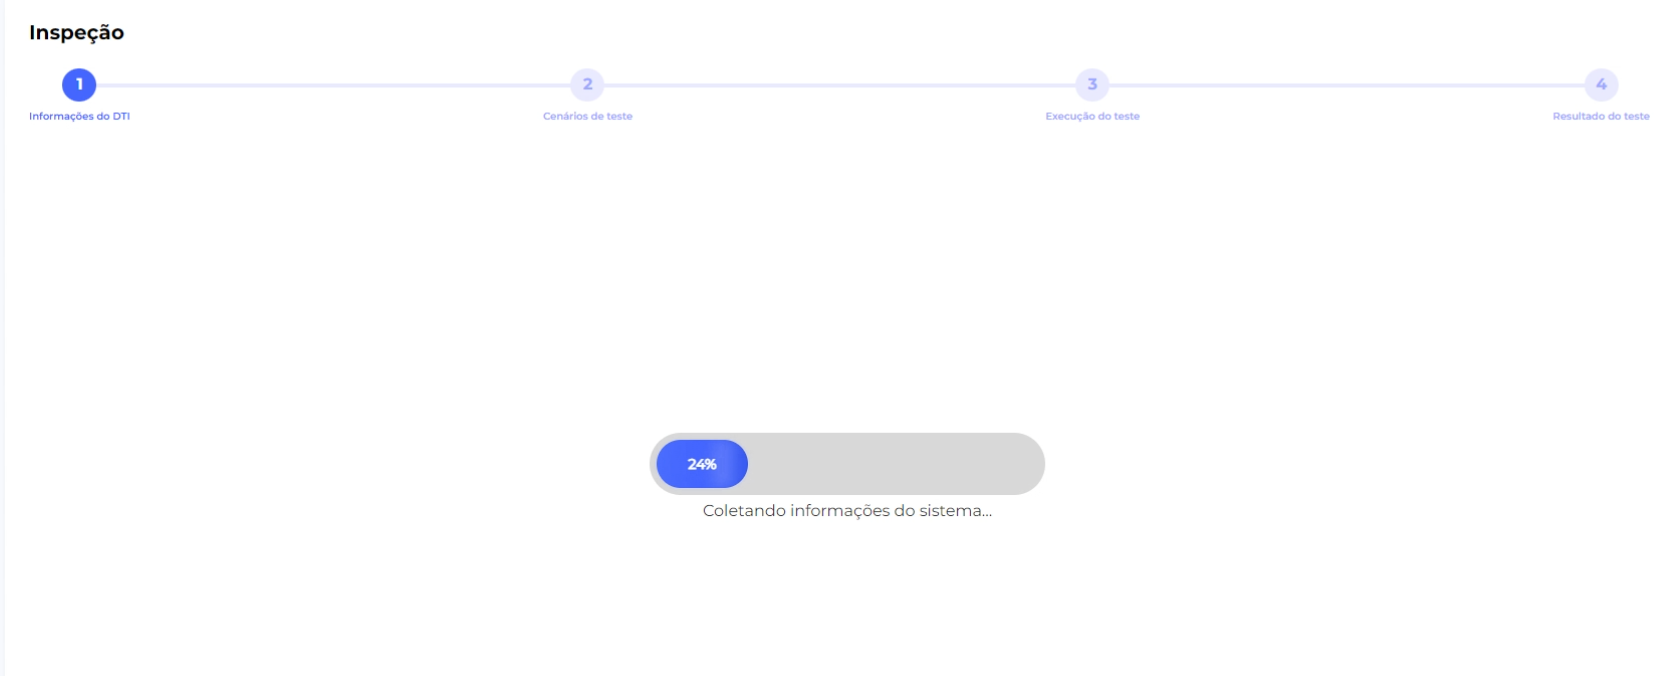 Inspeção
1
2
3
4
Informações do DTI
Cenários de teste
Execução do teste
Resultado do teste
24%
Coletando informações do sistema...